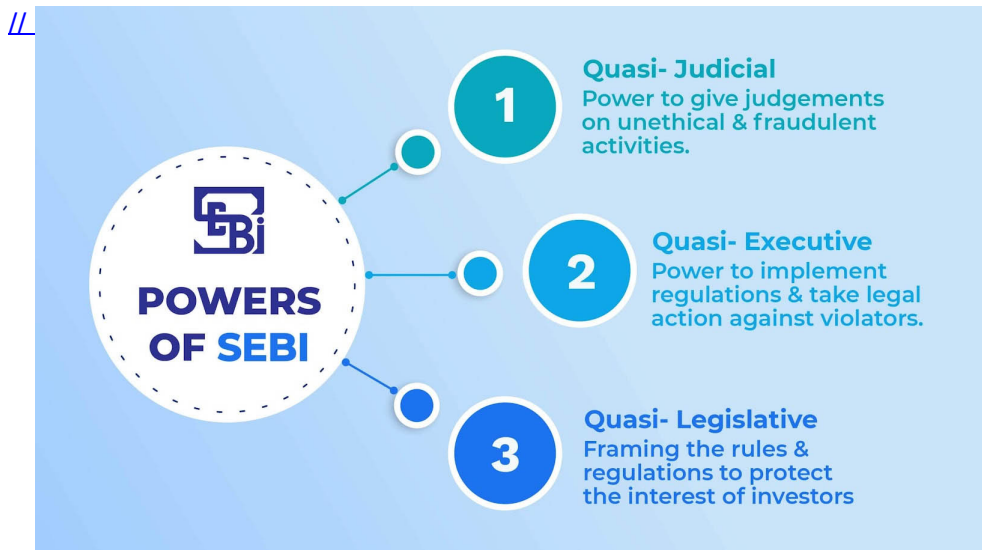 //
SEBi
POWERS
OF SEBI
1
Quasi- Judicial
Power to give judgements
on unethical & fraudulent
activities.
2
Quasi- Executive
Power to implement
regulations & take legal
action against violators.
3
Quasi- Legislative
Framing the rules &
regulations to protect
the interest of investors